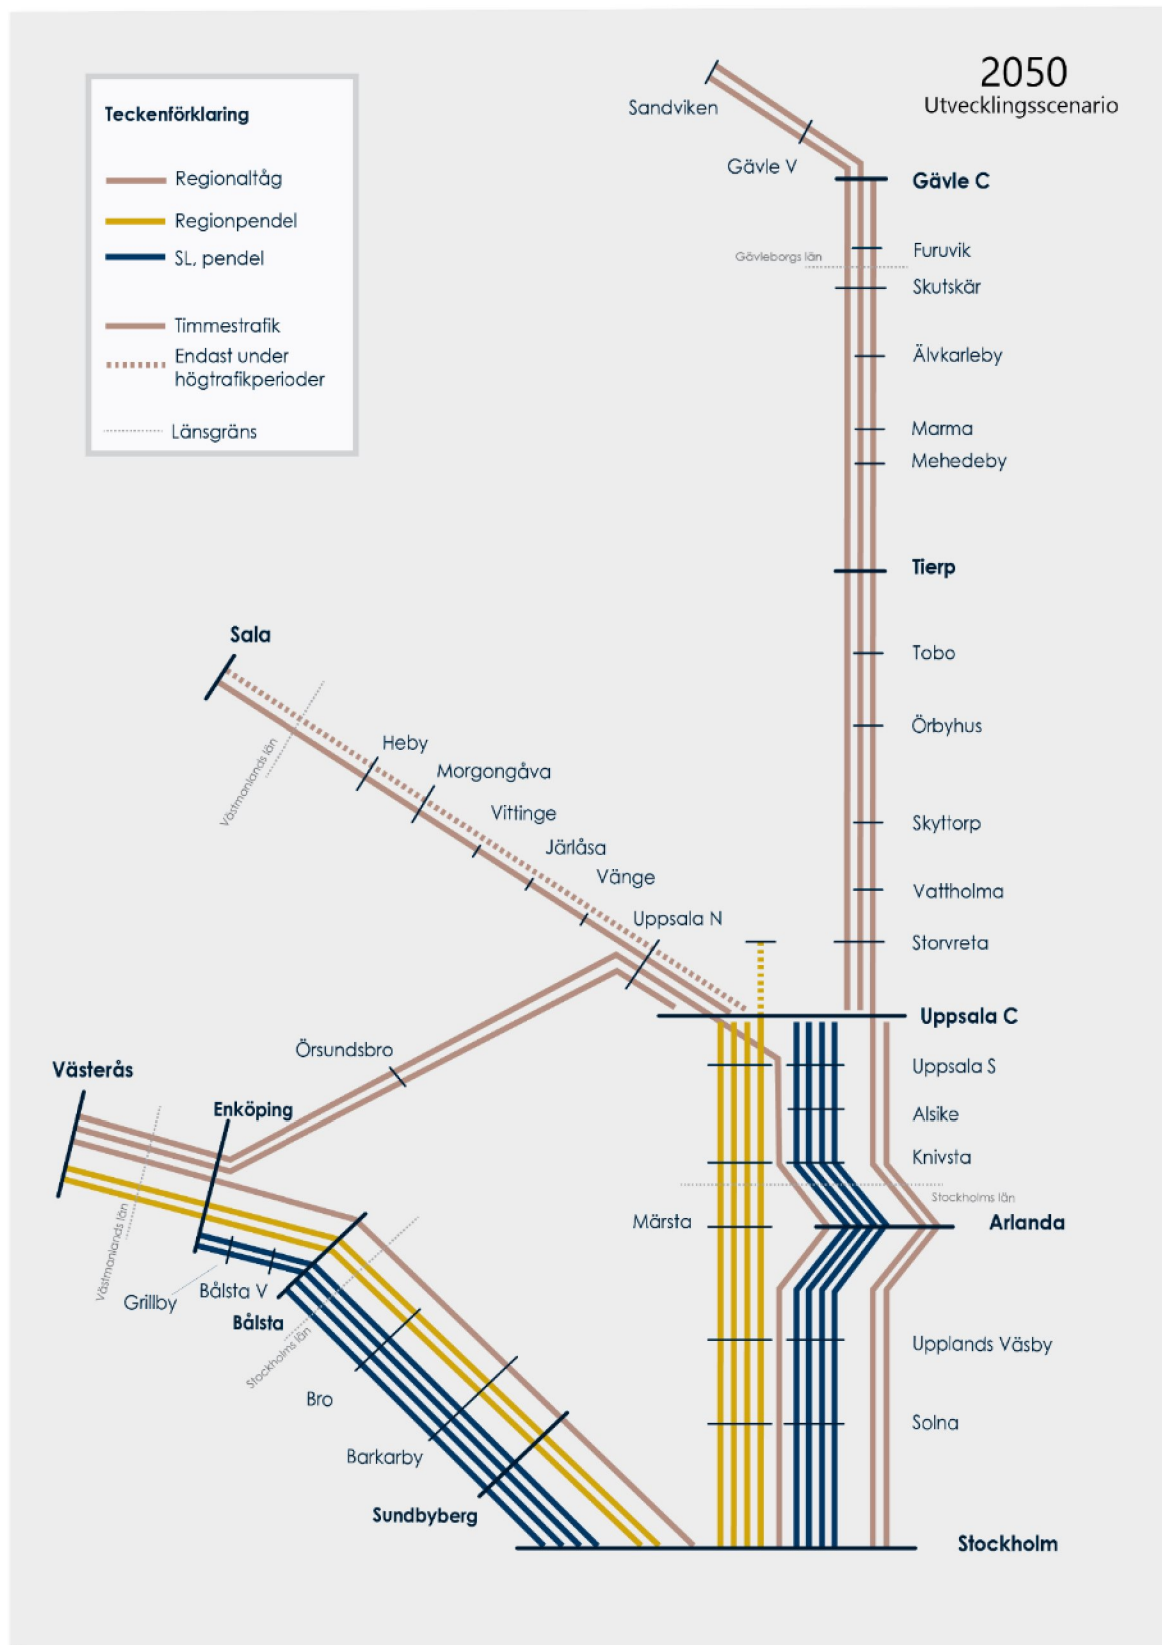 2050
Utvecklingsscenario
Teckenförklaring
Regionaltåg
Regionpendel
SL, pendel
Timmestrafik
Endast under
högtrafikperioder
Länsgräns
Sandviken
Gävle V
Gävle C
Furuvik
Gävleborgs län
Skutskär
Älvkarleby
Marma
Mehedeby
Tierp
Tobo
Örbyhus
Skyttorp
Vattholma
Storvreta
Uppsala C
Sala
Västmanlands län
Heby
Morgongåva
Vittinge
Järlåsa
Vänge
Uppsala N
Örsundsbro
Västerås
Enköping
Västmanlands län
Grillby
Bålsta V
Bålsta
Stockholms län
Bro
Barkarby
Sundbyberg
Uppsala S
Alsike
Knivsta
Stockholms län
Märsta
Arlanda
Upplands Väsby
Solna
Stockholm